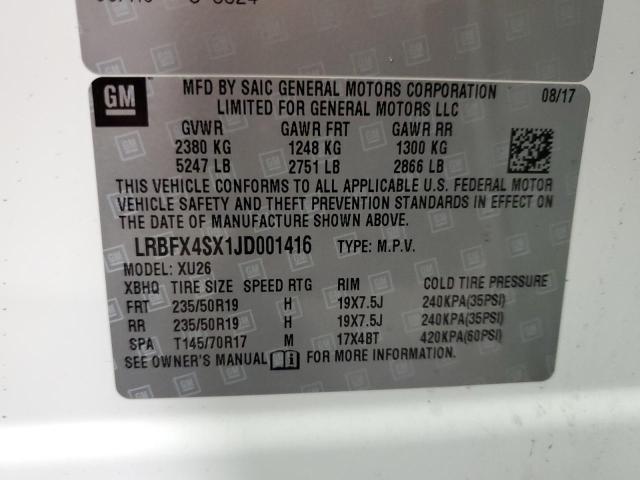 GM
MFD BY SAIC GENERAL MOTORS CORPORATION
LIMITED FOR GENERAL MOTORS LLC
08/17
GVWR GAWR FRT GAWR RR
2380 KG 1248 KG 1300 KG
5247 LB 2751 LB 2866 LB
THIS VEHICLE CONFORMS TO ALL APPLICABLE U.S. FEDERAL MOTOR
VEHICLE SAFETY AND THEFT PREVENTION STANDARDS IN EFFECT ON
THE DATE OF MANUFACTURE SHOWN ABOVE.
LRBFX4SX1JD001416 TYPE: M.P.V.
MODEL: XU26
XBHQ TIRE SIZE SPEED RTG RIM COLD TIRE PRESSURE
FRT 235/50R19 H 19X7.5J 240KPA(35PSI)
RR 235/50R19 H 19X7.5J 240KPA(35PSI)
SPA T145/70R17 M 17X4BT 420KPA(60PSI)
SEE OWNER'S MANUAL FOR MORE INFORMATION.